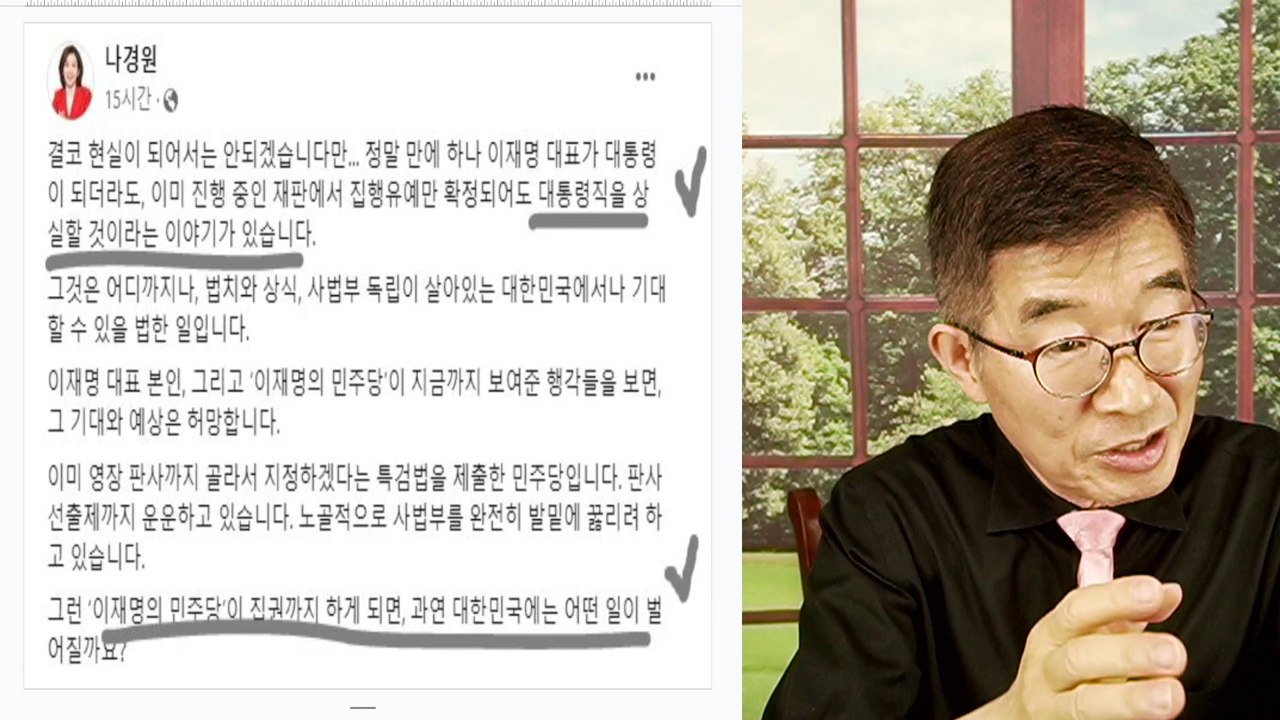 나경원
15시간 ·
결코 현실이 되어서는 안되겠습니다만... 정말 만에 하나 이재명 대표가 대통령
이 되더라도, 이미 진행 중인 재판에서 집행유예만 확정되어도 대통령직을 상
실할 것이라는 이야기가 있습니다.
그것은 어디까지나, 법치와 상식, 사법부 독립이 살아있는 대한민국에서나 기대
할 수 있을 법한 일입니다.
이재명 대표 본인, 그리고 '이재명의 민주당'이 지금까지 보여준 행각들을 보면,
그 기대와 예상은 허망합니다.
이미 영장 판사까지 골라서 지정하겠다는 특검법을 제출한 민주당입니다. 판사
선출제까지 운운하고 있습니다. 노골적으로 사법부를 완전히 발밑에 꿇리려 하
고 있습니다.
그런 '이재명의 민주당'이 집권까지 하게 되면, 과연 대한민국에는 어떤 일이 벌
어질까요?